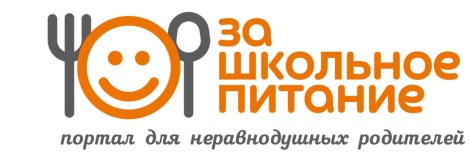 за
школьное
питание
портал для неравнодушных родителей